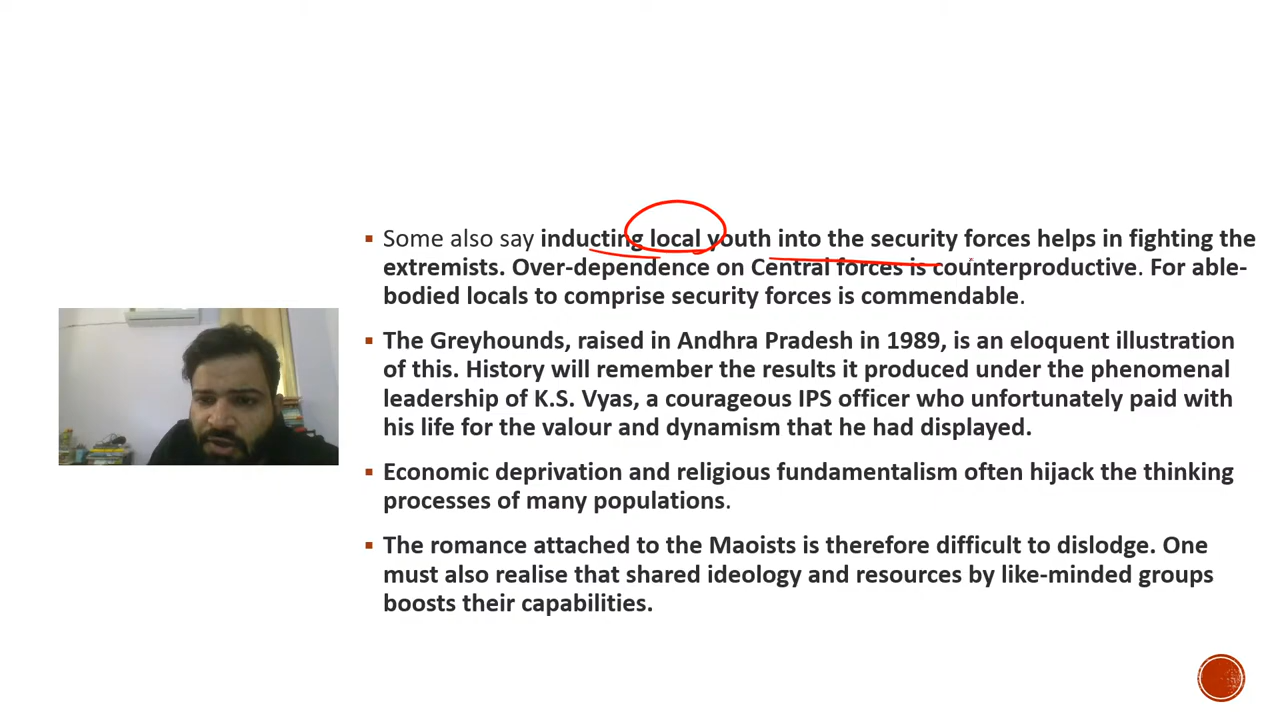 Some also say inducting local youth into the security forces helps in fighting the
extremists. Over-dependence on Central forces is counterproductive. For able-
bodied locals to comprise security forces is commendable.
The Greyhounds, raised in Andhra Pradesh in 1989, is an eloquent illustration
of this. History will remember the results it produced under the phenomenal
leadership of K.S. Vyas, a courageous IPS officer who unfortunately paid with
his life for the valour and dynamism that he had displayed.
Economic deprivation and religious fundamentalism often hijack the thinking
processes of many populations.
The romance attached to the Maoists is therefore difficult to dislodge. One
must also realise that shared ideology and resources by like-minded groups
boosts their capabilities.